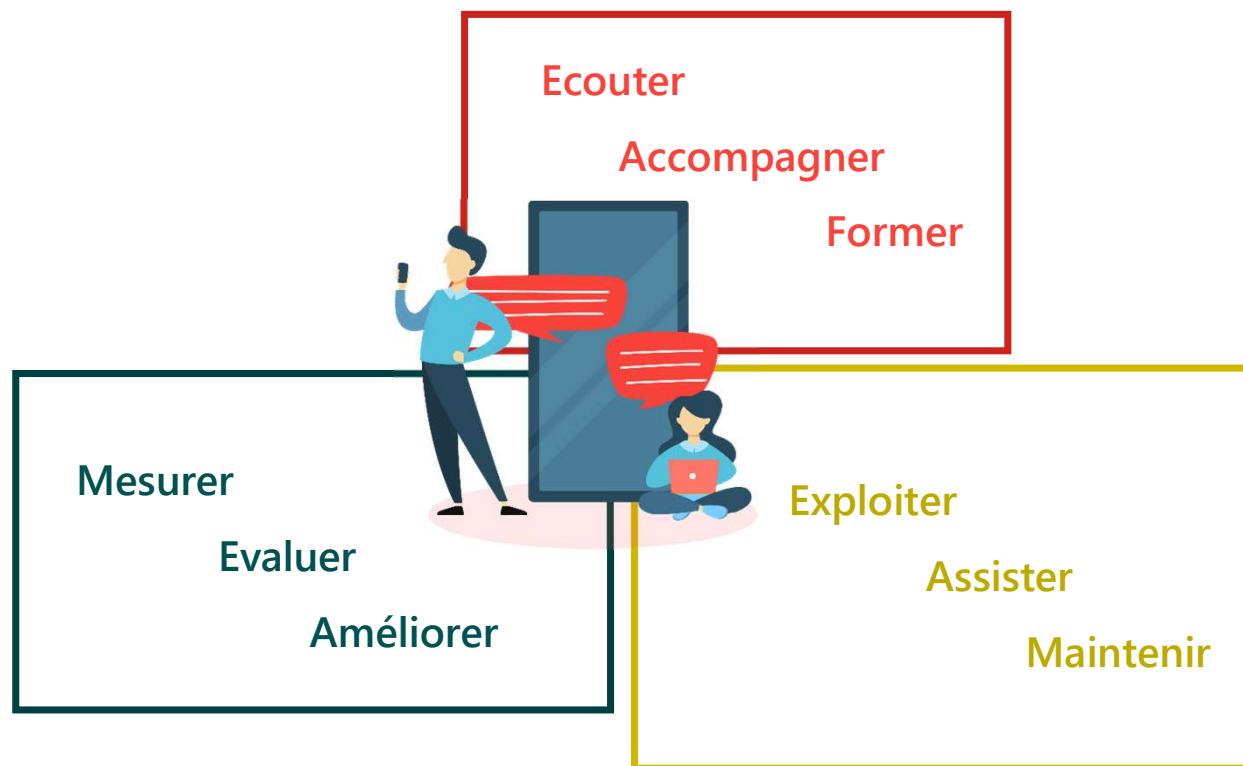 Ecouter
Accompagner
Former
Mesurer
Evaluer
Améliorer
Exploiter
Assister
Maintenir